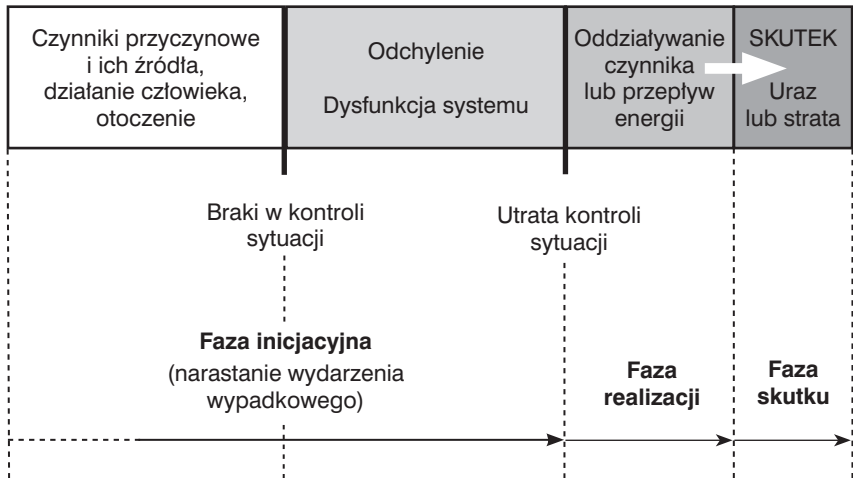 Czynniki przyczynowe
i ich źródła,
działanie człowieka,
otoczenie
Odchylenie
Dysfunkcja systemu
Oddziaływanie
czynnika
lub przepływ
energii
SKUTEK
Uraz
lub strata
Braki w kontroli
sytuacji
Utrata kontroli
sytuacji
Faza inicjacyjna
(narastanie wydarzenia
wypadkowego)
Faza
realizacji
Faza
skutku